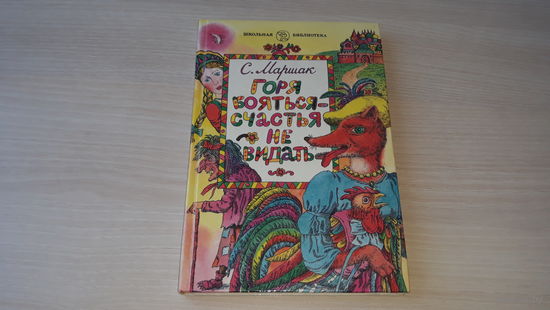 ШКОЛЬНАЯ БИБЛИОТЕКА
С. Маршак
ГОРЯ
БОЯТЬСЯ-
СЧАСТЬЯ
НЕ
ВИДАТЬ